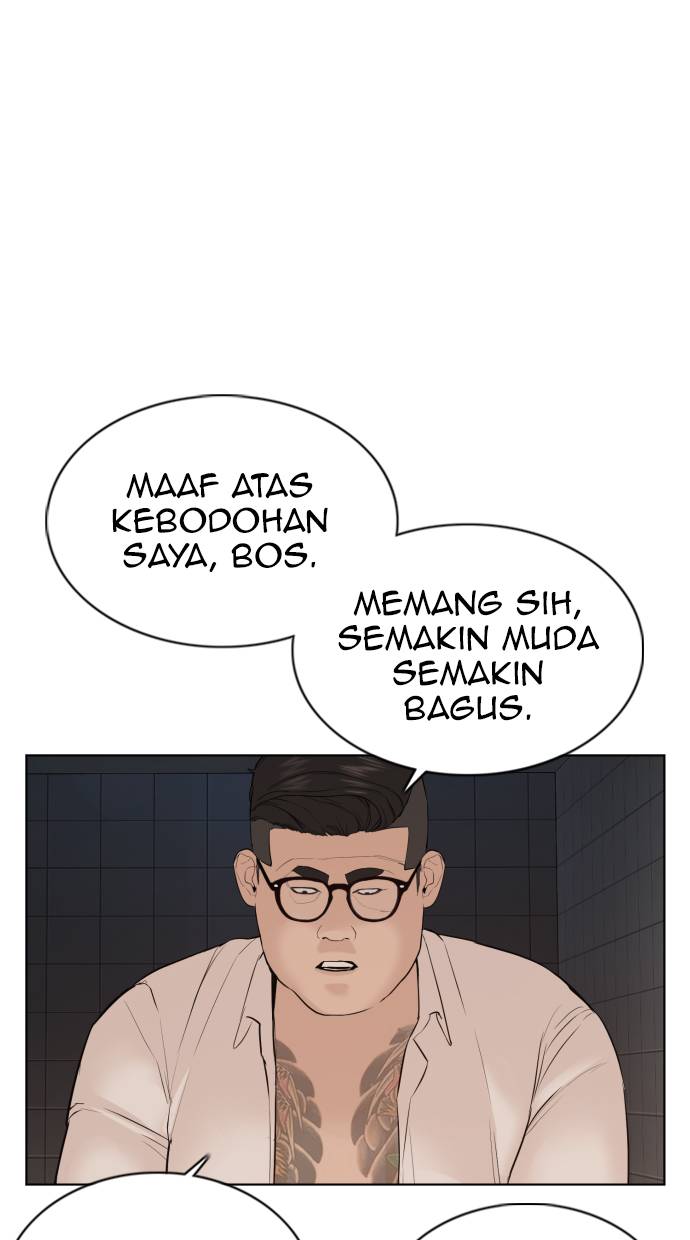 MAAF ATAS
KEBODOHAN
SAYA, BOS.
MEMANG SIH,
SEMAKIN MUDA
SEMAKIN
BAGUS.